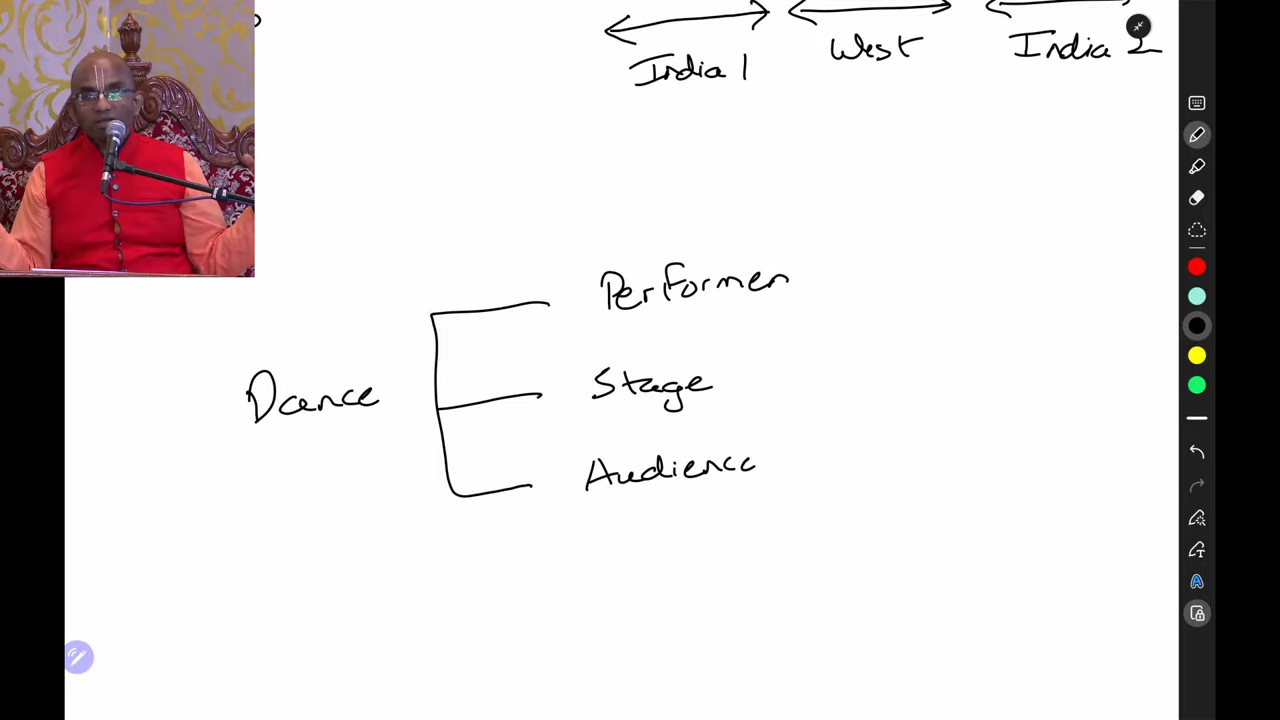 India 1 West India 2
Performer
Stage
Dance
Audience